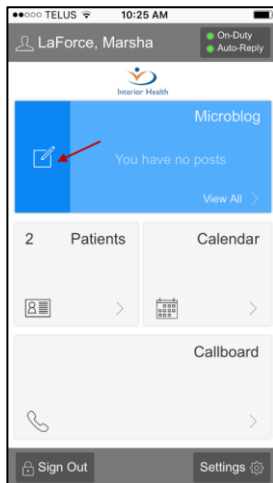 TELUS 10:25 AM
LaForce, Marsha
On-Duty
Auto-Reply
Interior Health
Microblog
You have no posts
View All
2 Patients
Calendar
Callboard
Sign Out
Settings